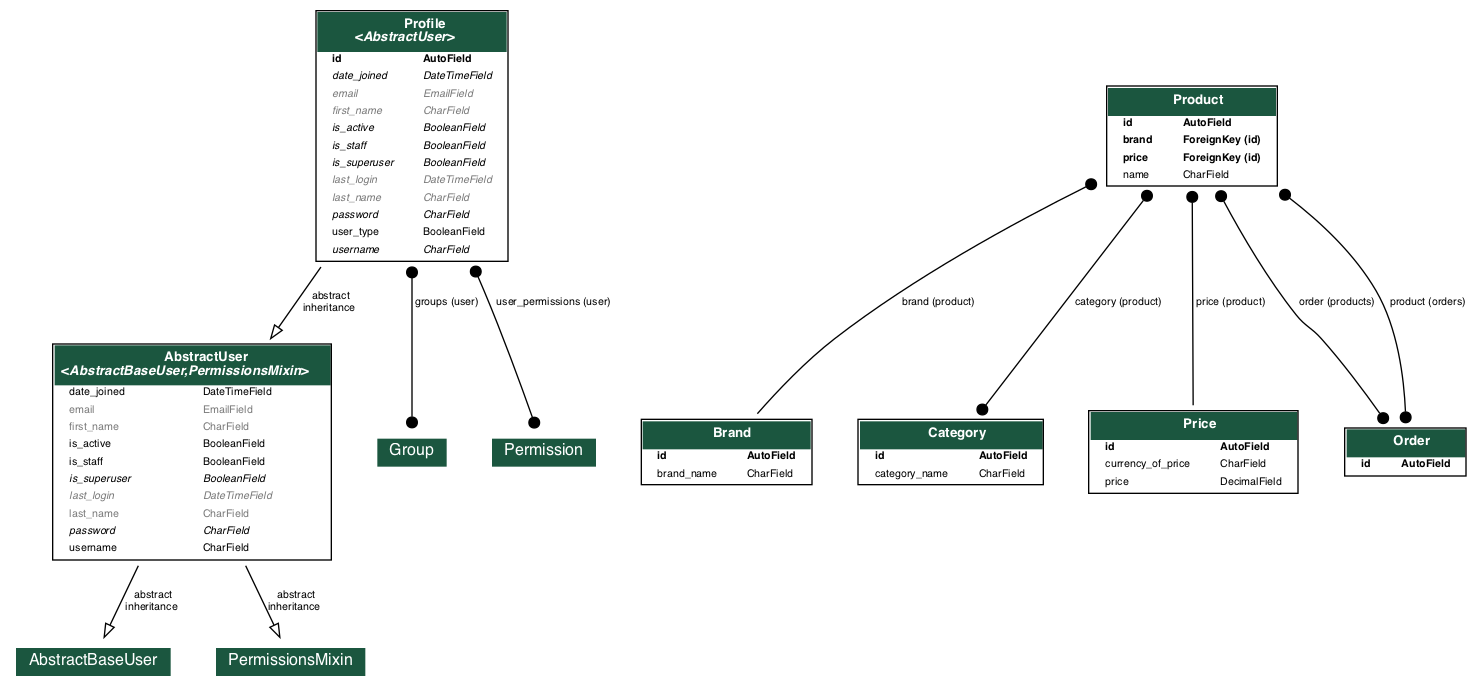 Profile
<AbstractUser>
id AutoField
date_joined DateTimeField
email EmailField
first_name CharField
is_active BooleanField
is_staff BooleanField
is_superuser BooleanField
last_login DateTimeField
last_name CharField
password CharField
user_type BooleanField
username CharField
abstract
inheritance
groups (user)
user_permissions (user)
AbstractUser
<AbstractBaseUser,PermissionsMixin>
date_joined DateTimeField
email EmailField
first_name CharField
is_active BooleanField
is_staff BooleanField
is_superuser BooleanField
last_login DateTimeField
last_name CharField
password CharField
username CharField
Group
Permission
abstract
inheritance
abstract
inheritance
AbstractBaseUser
PermissionsMixin
Product
id AutoField
brand ForeignKey (id)
price ForeignKey (id)
name CharField
brand (product)
category (product)
price (product)
order (products)
product (orders)
Brand
id AutoField
brand_name CharField
Category
id AutoField
category_name CharField
Price
id AutoField
currency_of_price CharField
price DecimalField
Order
id AutoField